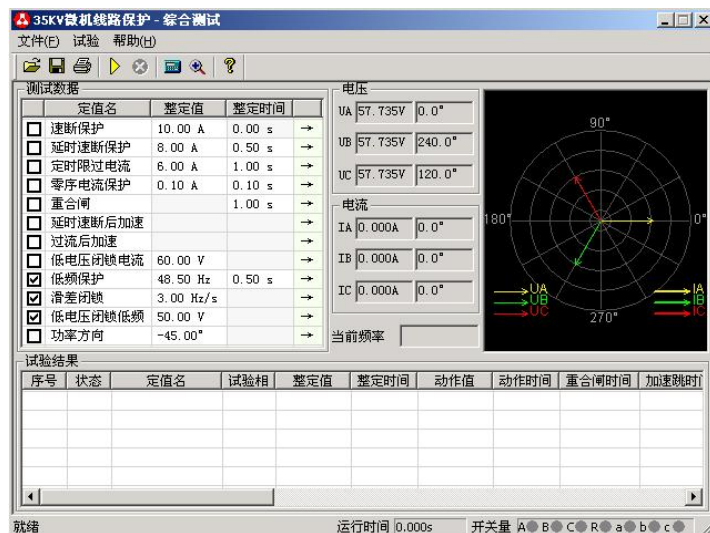 35KV微机线路保护 - 综合测试
文件(F) 试验 帮助(H)
测试数据
定值名 整定值 整定时间
速断保护 10.00 A 0.00 s →
延时速断保护 8.00 A 0.50 s →
定时限过电流 6.00 A 1.00 s →
零序电流保护 0.10 A 0.10 s →
重合闸 1.00 s →
延时速断后加速 →
过流后加速 →
低电压闭锁电流 60.00 V →
低频保护 48.50 Hz 0.50 s →
滑差闭锁 3.00 Hz/s →
低电压闭锁低频 50.00 V →
功率方向 -45.00° →
电压
UA 57.735V 0.0°
UB 57.735V 240.0°
UC 57.735V 120.0°
电流
IA 0.000A 0.0°
IB 0.000A 0.0°
IC 0.000A 0.0°
当前频率
90°
180° 0°
270°
UA IA
UB IB
UC IC
试验结果
序号 状态 定值名 试验相 整定值 整定时间 动作值 动作时间 重合闸时间 加速跳时
就绪 运行时间 0.000s 开关量 A B C R a b c